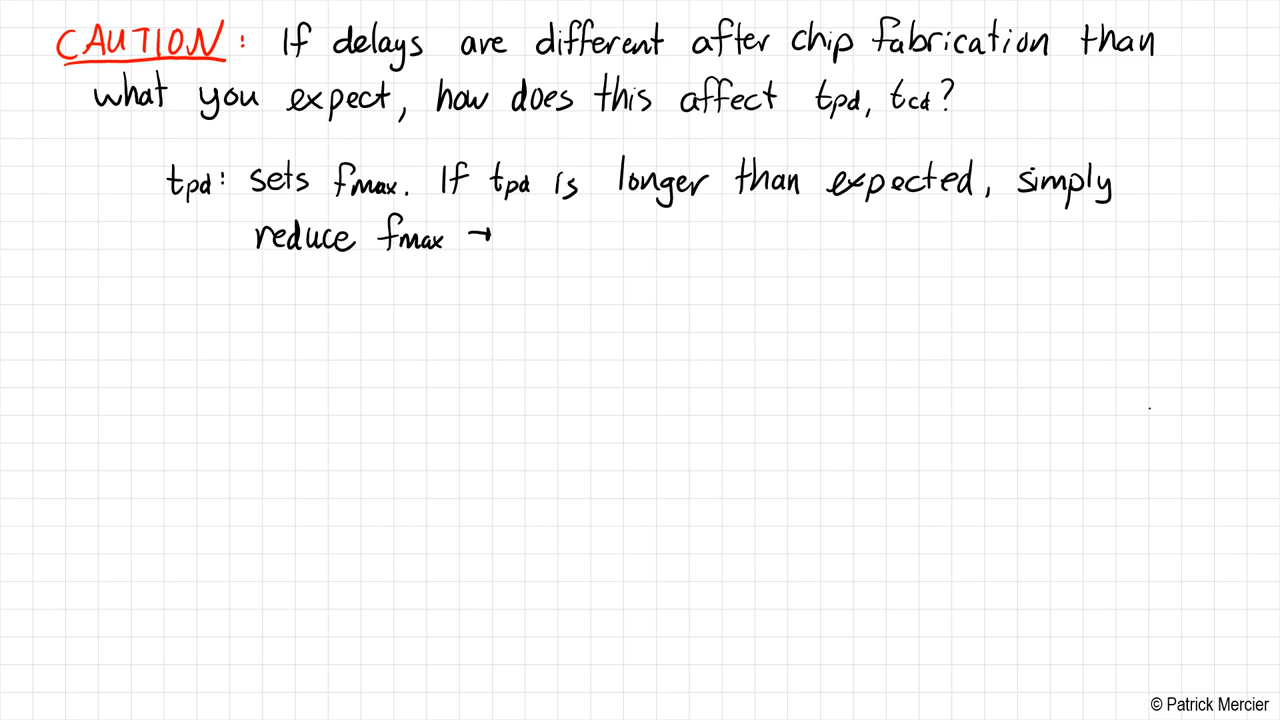 CAUTION: If delays are different after chip fabrication than
what you expect, how does this affect tpd, tcd?
tpd: sets fmax. If tpd is longer than expected, simply
reduce fmax →
© Patrick Mercier